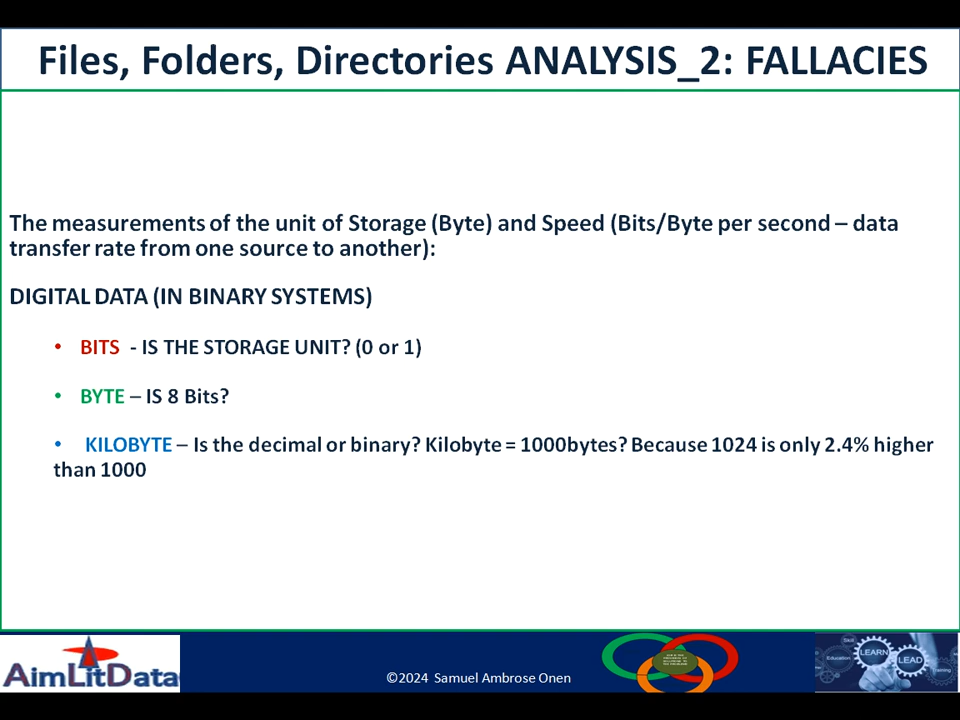 Files, Folders, Directories ANALYSIS_2: FALLACIES
The measurements of the unit of Storage (Byte) and Speed (Bits/Byte per second – data
transfer rate from one source to another):
DIGITAL DATA (IN BINARY SYSTEMS)
• BITS - IS THE STORAGE UNIT? (0 or 1)
• BYTE – IS 8 Bits?
• KILOBYTE – Is the decimal or binary? Kilobyte = 1000bytes? Because 1024 is only 2.4% higher
than 1000
AimLitData
©2024 Samuel Ambrose Onen
Skill
Education
LEARN
LEAD
Training